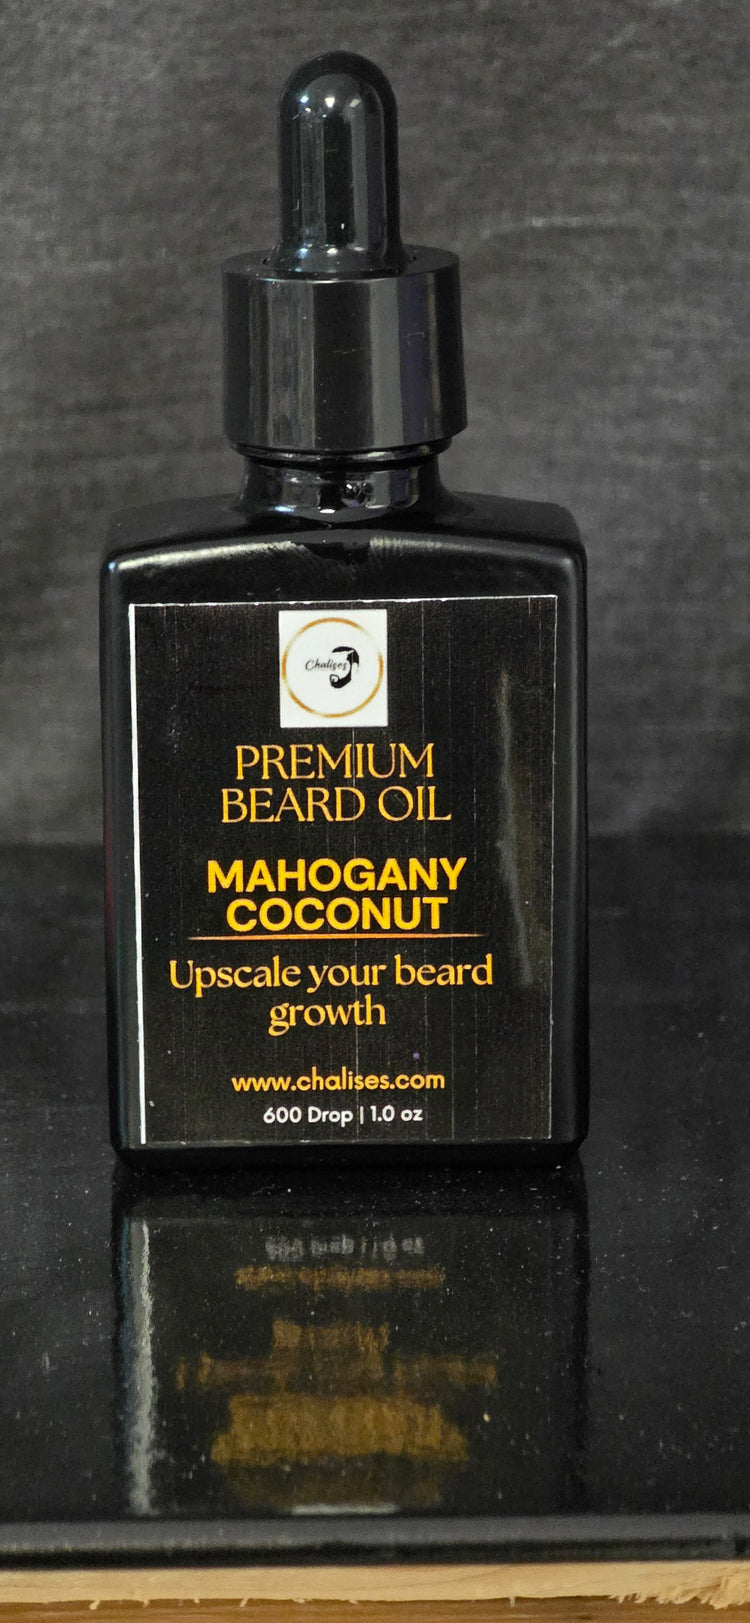 Chalises
PREMIUM
BEARD OIL
MAHOGANY
COCONUT
Upscale your beard
growth
www.chalises.com
600 Drop | 1.0 oz